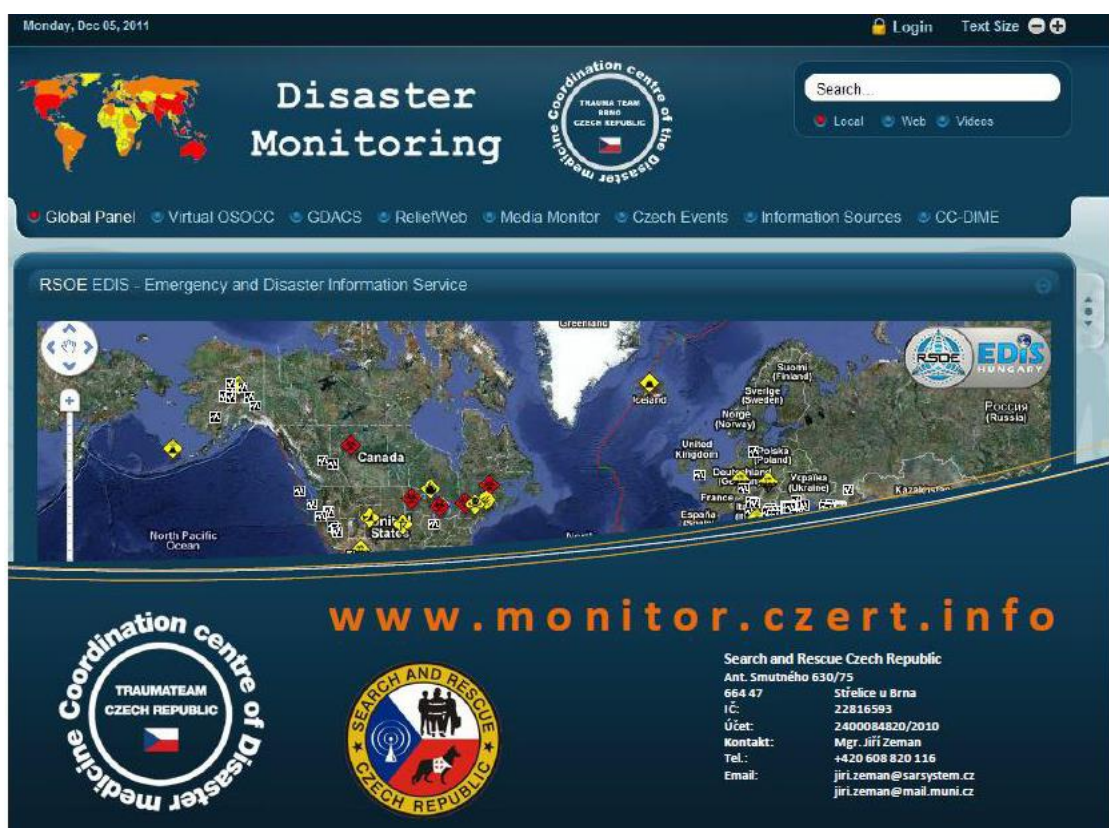 Monday, Dec 05, 2011
Login
Text Size
Disaster
Monitoring
Coordination centre of the Disaster medicine
TRAUMA TEAM
BRNO
CZECH REPUBLIC
Search...
Local Web Videos
Global Panel Virtual OSOCC GDACS ReliefWeb Media Monitor Czech Events Information Sources CC-DIME
RSOE EDIS - Emergency and Disaster Information Service
Greenland
RSOE EDIS
HUNGARY
Suomi
(Finland)
Iceland
Sverige
(Sweden)
Norge
(Norway)
Россия
(Russia)
United
Kingdom
Polska
(Poland)
Canada
Україна
(Ukraine)
France
España
North Pacific
Ocean
United
States
www.monitor.czert.info
Coordination centre of Disaster medicine
TRAUMATEAM
CZECH REPUBLIC
SEARCH AND RESCUE
CZECH REPUBLIC
Search and Rescue Czech Republic
Ant. Smutného 630/75
664 47 Střelice u Brna
IČ: 22816593
Účet: 2400084820/2010
Kontakt: Mgr. Jiří Zeman
Tel.: +420 608 820 116
Email: jiri.zeman@sarsystem.cz
jiri.zeman@mail.muni.cz